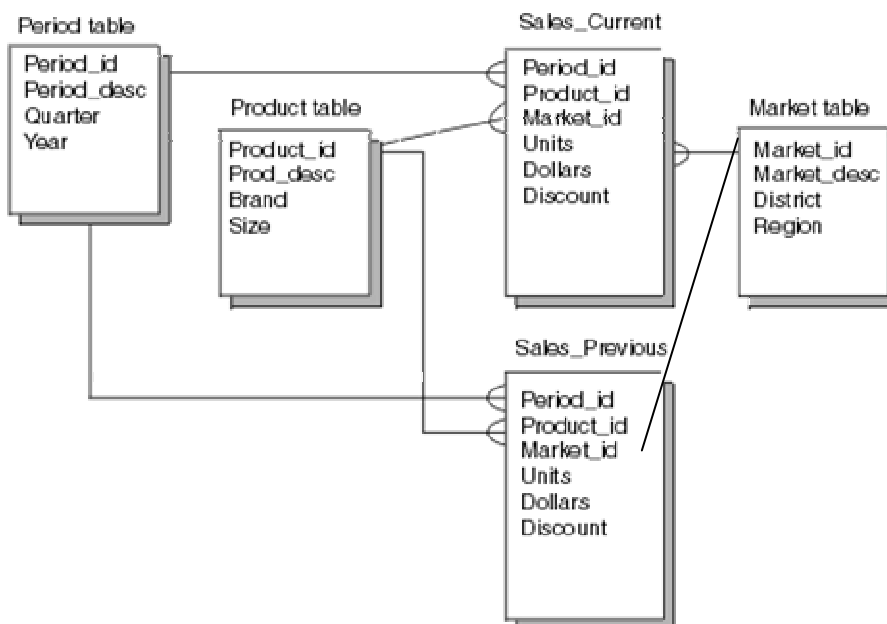 Period table
Period_id
Period_desc
Quarter
Year
Product table
Product_id
Prod_desc
Brand
Size
Sales_Current
Period_id
Product_id
Market_id
Units
Dollars
Discount
Market table
Market_id
Market_desc
District
Region
Sales_Previous
Period_id
Product_id
Market_id
Units
Dollars
Discount